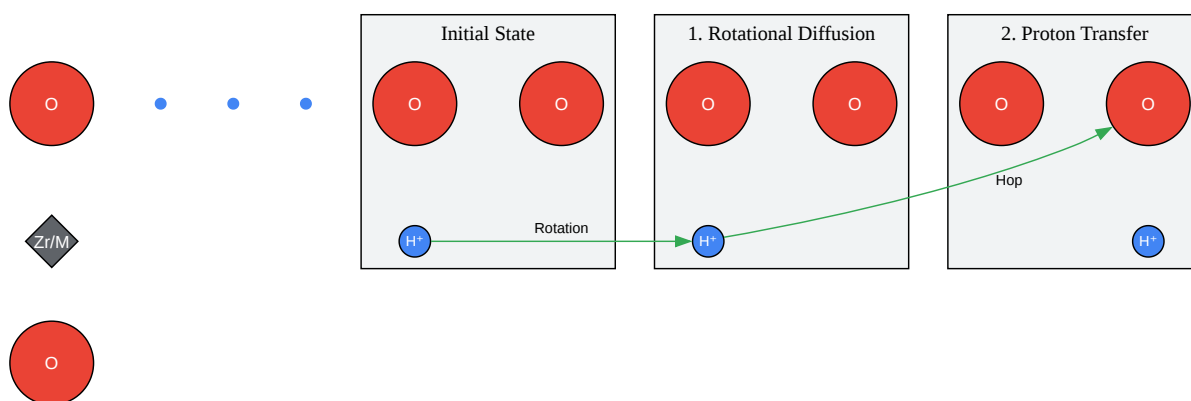 Initial State
1. Rotational Diffusion
2. Proton Transfer
O
O
O
O
O
O
O
Hop
Rotation
Zr/M
H⁺
H⁺
H⁺
O